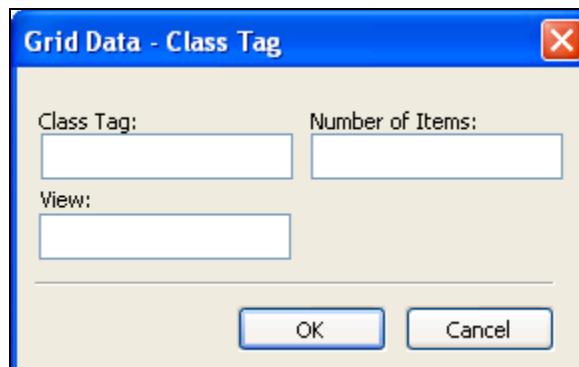 Grid Data - Class Tag
Class Tag: Number of Items:
View:
OK Cancel